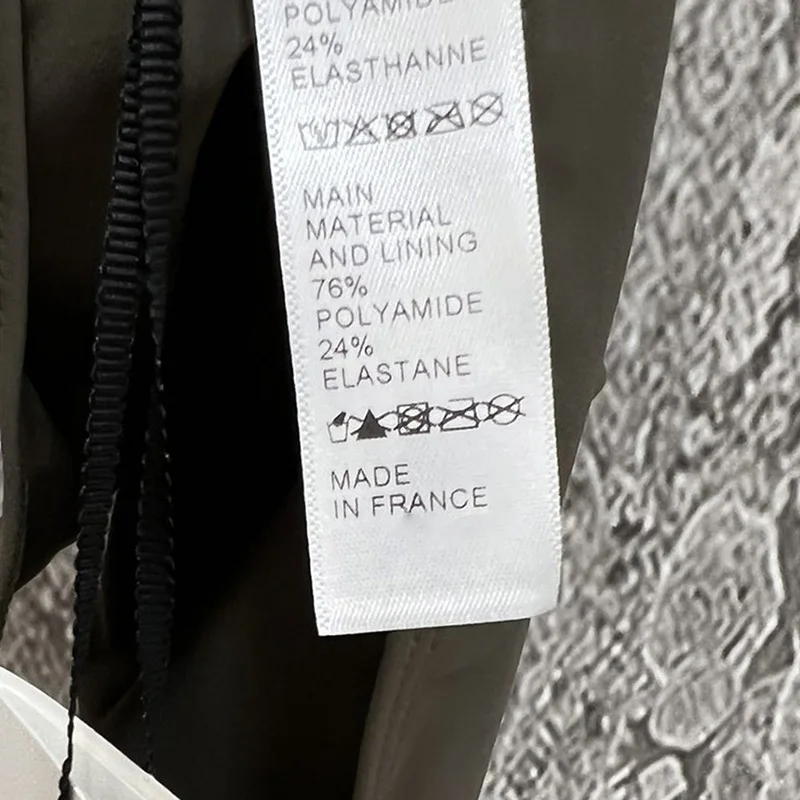 POLYAMIDE
24%
ELASTHANNE
MAIN
MATERIAL
AND LINING
76%
POLYAMIDE
24%
ELASTANE
MADE
IN FRANCE